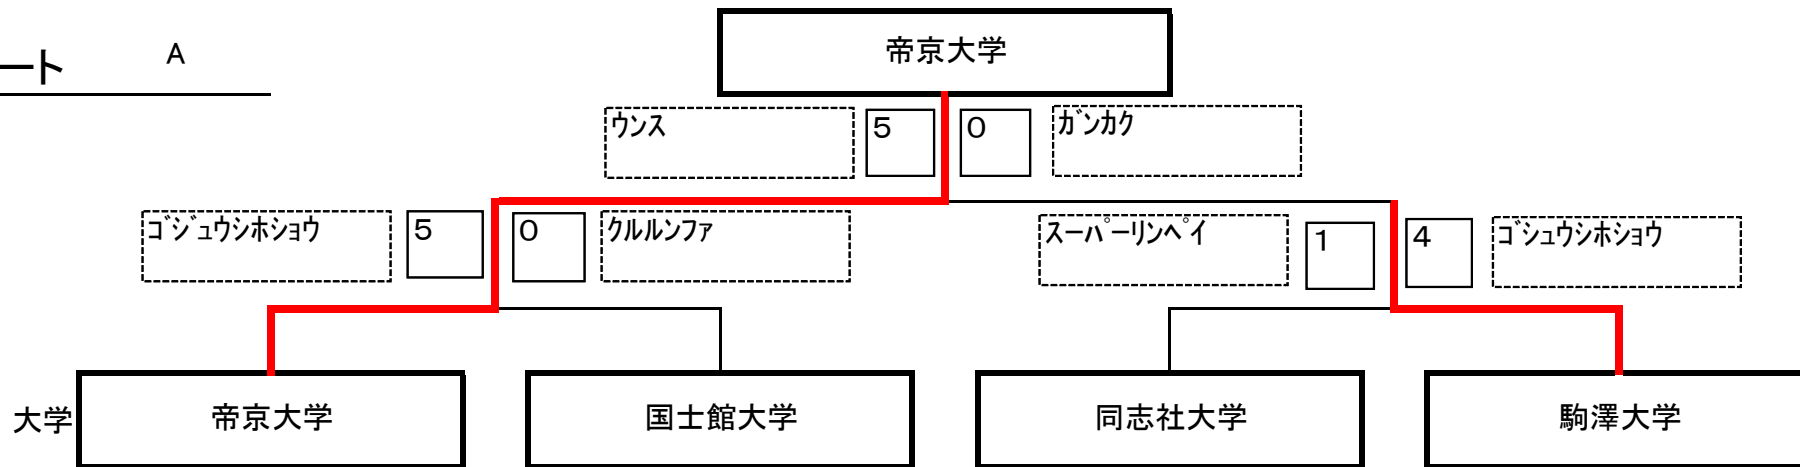 帝京大学
ート A
ウンス 5 0 ガンカク
ゴジュウシホショウ 5 0 クルルンファ スーパーリンペイ 1 4 ゴジュウシホショウ
大学 帝京大学 国士館大学 同志社大学 駒澤大学